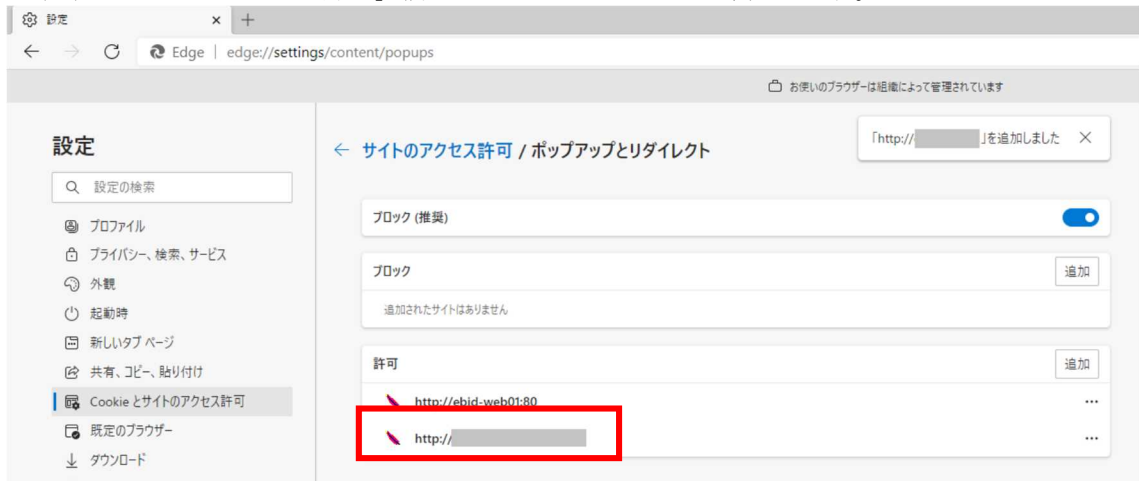 設定
Edge | edge://settings/content/popups
お使いのブラウザーは組織によって管理されています
「http:// 」を追加しました
設定
サイトのアクセス許可 / ポップアップとリダイレクト
設定の検索
プロファイル
プライバシー、検索、サービス
外観
起動時
新しいタブ ページ
共有、コピー、貼り付け
Cookie とサイトのアクセス許可
既定のブラウザー
ダウンロード
ブロック (推奨)
ブロック
追加
追加されたサイトはありません
許可
追加
http://ebid-web01:80
http://